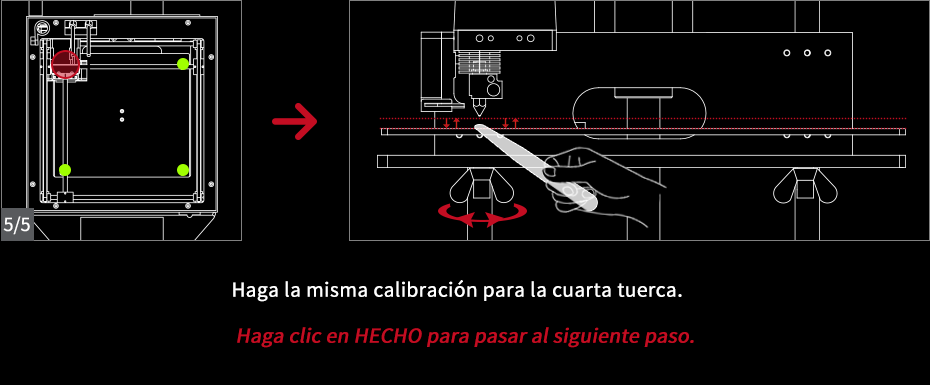 5/5
Haga la misma calibración para la cuarta tuerca.
Haga clic en HECHO para pasar al siguiente paso.